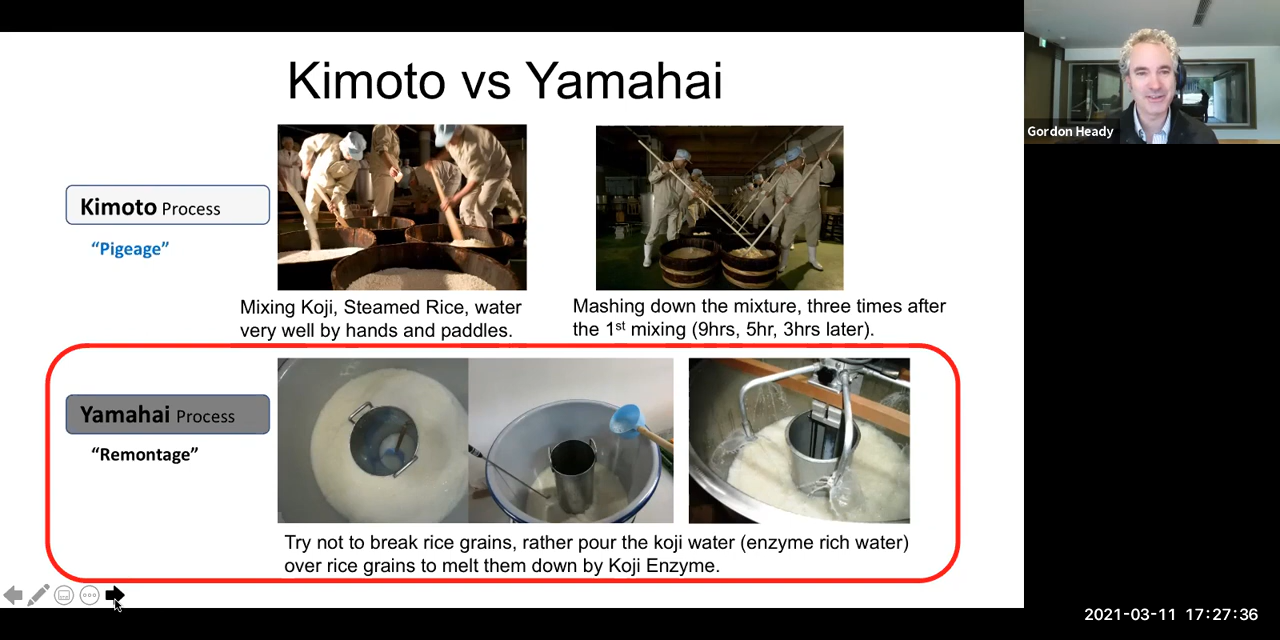 Kimoto vs Yamahai
Gordon Heady
Kimoto Process
“Pigeage”
Mixing Koji, Steamed Rice, water
very well by hands and paddles.
Mashing down the mixture, three times after
the 1st mixing (9hrs, 5hr, 3hrs later).
Yamahai Process
“Remontage”
Try not to break rice grains, rather pour the koji water (enzyme rich water)
over rice grains to melt them down by Koji Enzyme.
2021-03-11 17:27:36